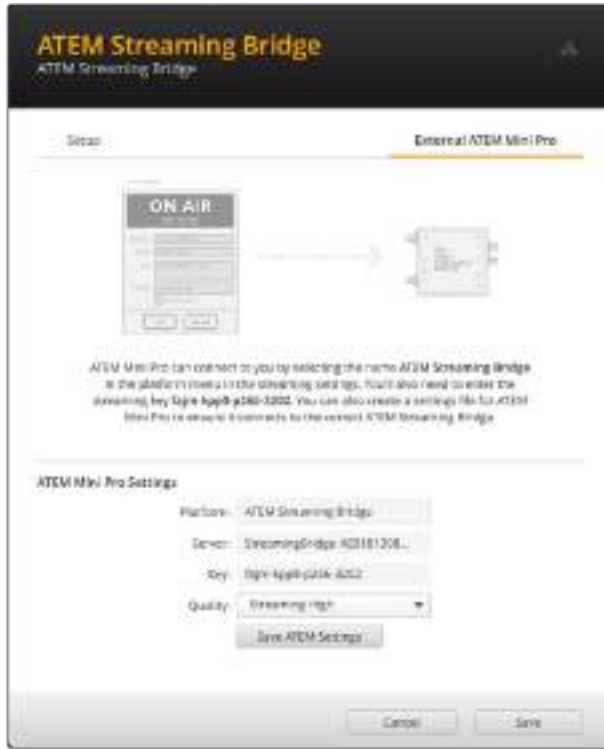 ATEM Streaming Bridge
ATEM Streaming Bridge
Setup
External ATEM Mini Pro
ON AIR
ATEM Mini Pro can connect to you by selecting the name ATEM Streaming Bridge
in the platform menu in the streaming settings. You'll also need to enter the
streaming key. You can also create a settings file for ATEM
Mini Pro to ensure it connects to the correct ATEM Streaming Bridge.
ATEM Mini Pro Settings
Platform: ATEM Streaming Bridge
Server:
Key:
Quality: Streaming High
Save ATEM Settings
Cancel
Save